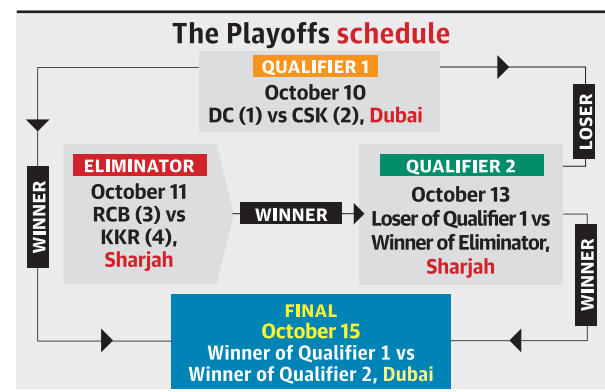 The Playoffs schedule
QUALIFIER 1
October 10
DC (1) vs CSK (2), Dubai
LOSER
ELIMINATOR
October 11
RCB (3) vs
KKR (4),
Sharjah
WINNER
WINNER
QUALIFIER 2
October 13
Loser of Qualifier 1 vs
Winner of Eliminator,
Sharjah
WINNER
FINAL
October 15
Winner of Qualifier 1 vs
Winner of Qualifier 2, Dubai